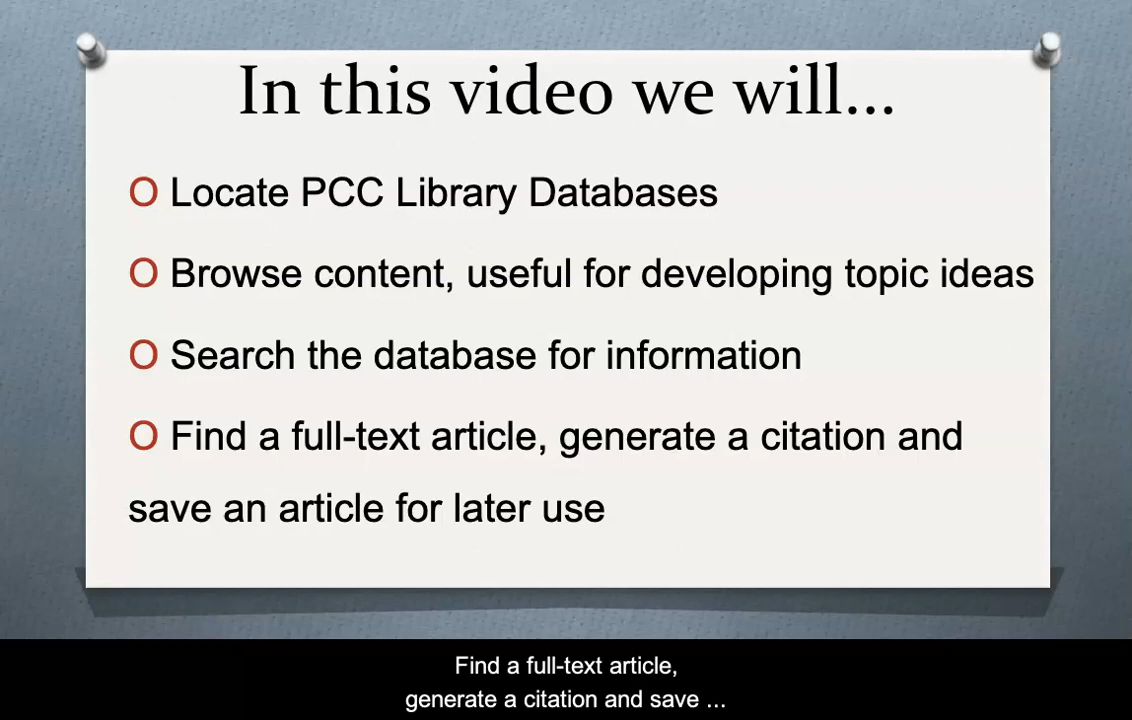 In this video we will...
O Locate PCC Library Databases
O Browse content, useful for developing topic ideas
O Search the database for information
O Find a full-text article, generate a citation and
save an article for later use
Find a full-text article,
generate a citation and save ...